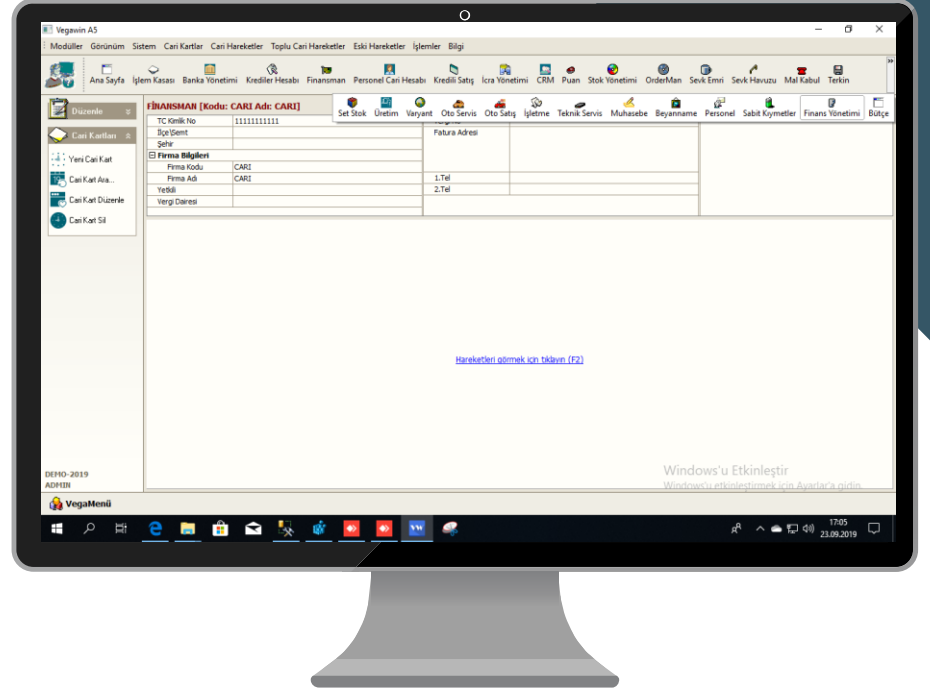 Vegawin A5
Modüller Görünüm Sistem Cari Kartlar Cari Hareketler Toplu Cari Hareketler Eski Hareketler İşlemler Bilgi
Ana Sayfa İşlem Kasası Banka Yönetimi Krediler Hesabı Finansman Personel Cari Hesabı Kredili Satış İcra Yönetimi CRM Puan Stok Yönetimi OrderMan Sevk Emri Sevk Havuzu Mal Kabul Terkin
Set Stok Üretim Varyant Oto Servis Oto Satış İşletme Teknik Servis Muhasebe Beyanname Personel Sabit Kıymetler Finans Yönetimi Bütçe
Düzenle
Cari Kartları
Yeni Cari Kart
Cari Kart Ara...
Cari Kart Düzenle
Cari Kart Sil
FİNANSMAN [Kodu: CARI Adı: CARI]
TC Kimlik No 11111111111
İlçe\Semt
Fatura Adresi
Şehir
Firma Bilgileri
Firma Kodu CARI
Firma Adı CARI
1.Tel
Yetkili
2.Tel
Vergi Dairesi
Hareketleri görmek için tıklayın (F2)
Windows'u Etkinleştir
Windows'u etkinleştirmek için Ayarlar'a gidin.
DEMO-2019
ADMIN
VegaMenü
17:05
23.09.2019